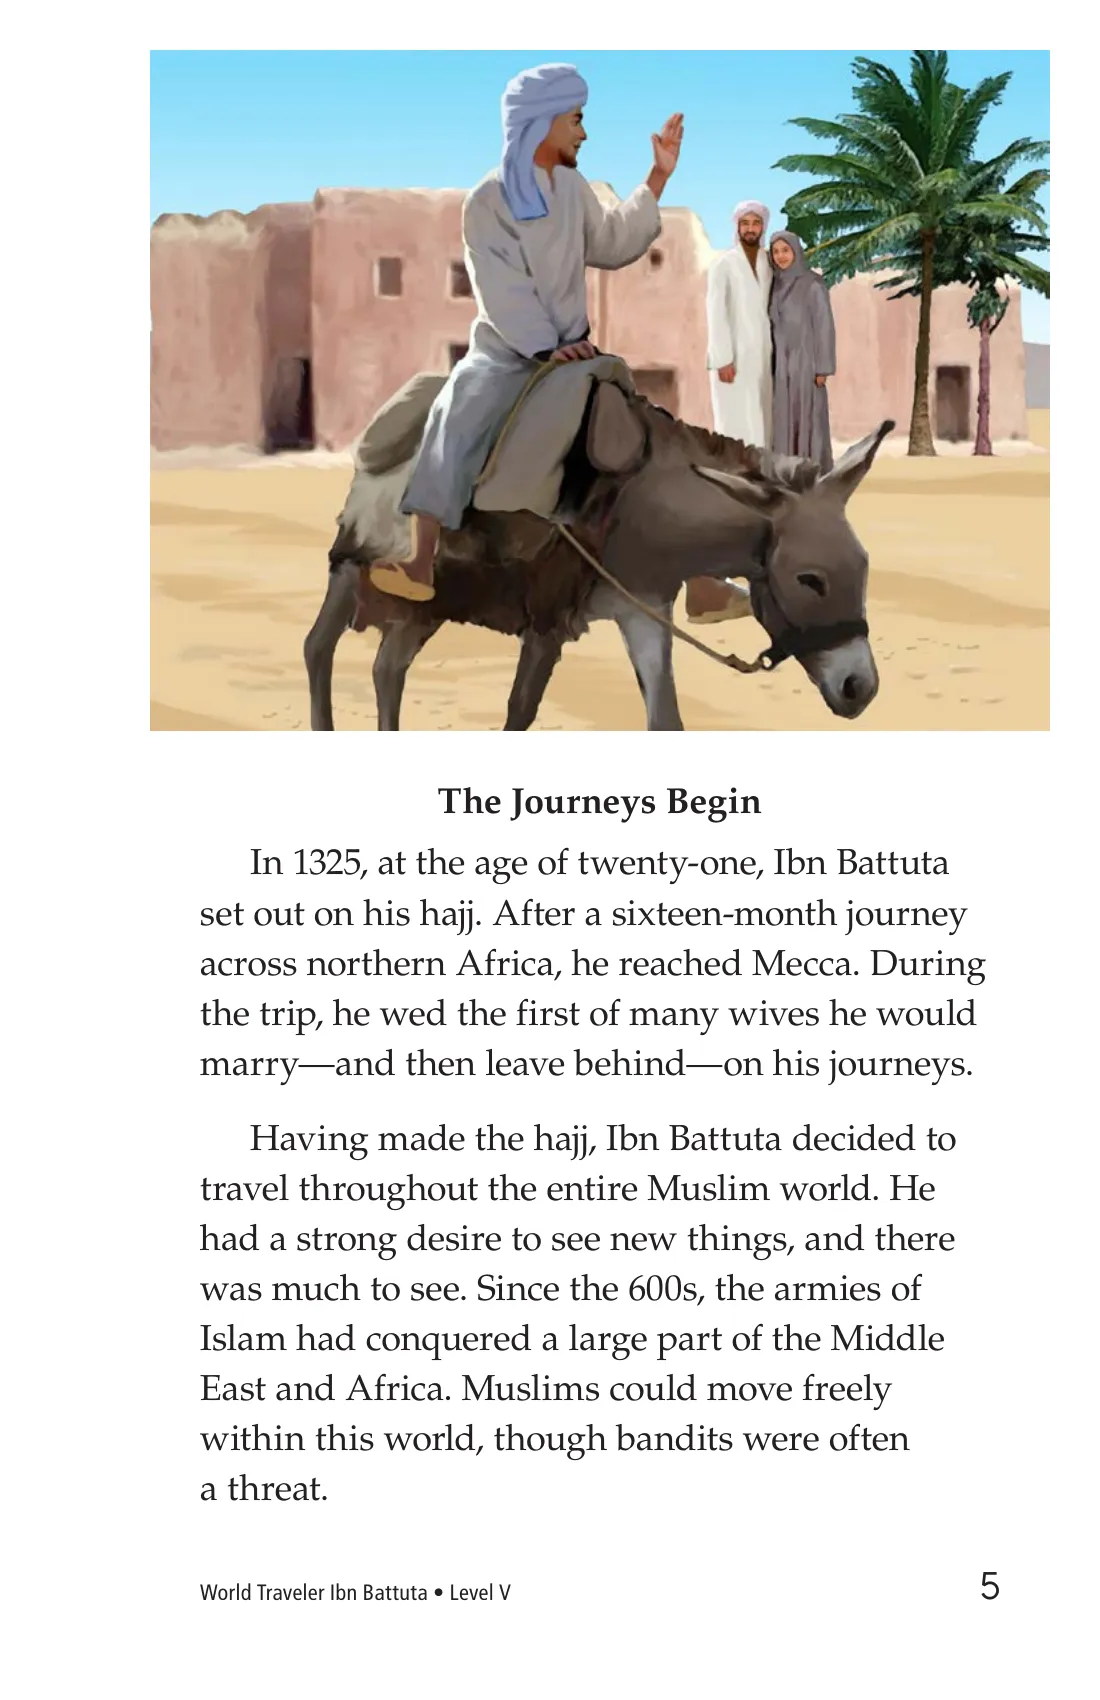 The Journeys Begin
In 1325, at the age of twenty-one, Ibn Battuta
set out on his hajj. After a sixteen-month journey
across northern Africa, he reached Mecca. During
the trip, he wed the first of many wives he would
marry—and then leave behind—on his journeys.
Having made the hajj, Ibn Battuta decided to
travel throughout the entire Muslim world. He
had a strong desire to see new things, and there
was much to see. Since the 600s, the armies of
Islam had conquered a large part of the Middle
East and Africa. Muslims could move freely
within this world, though bandits were often
a threat.
World Traveler Ibn Battuta • Level V
5